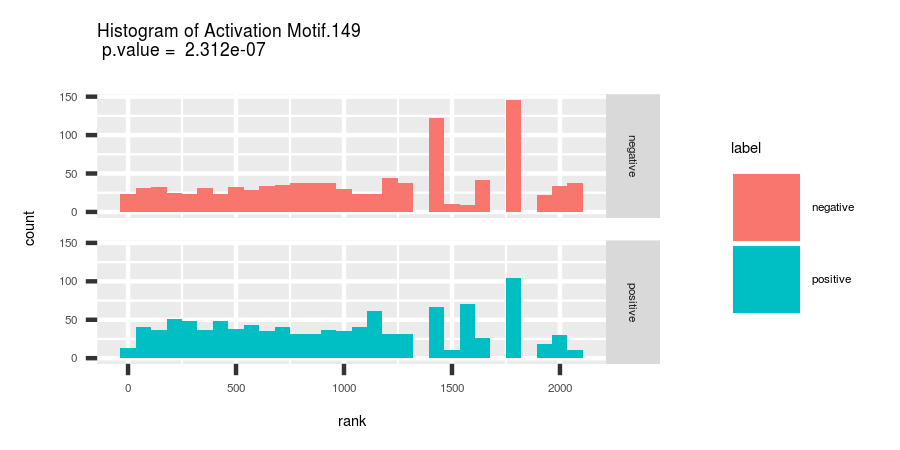 Histogram of Activation Motif.149
p.value = 2.312e-07
150
100
50
0
negative
150
100
50
0
positive
0 500 1000 1500 2000
rank
count
label
negative
positive